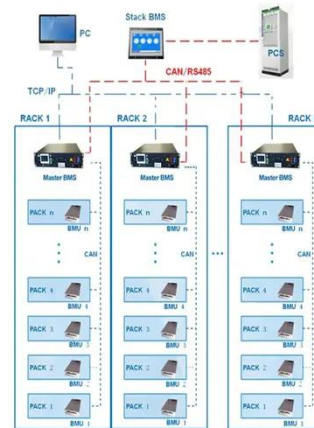 PC
Stack BMS
PCS
CAN/RS485
TCP/IP
RACK 1
RACK 2
RACK
Master BMS
Master BMS
Master BMS
PACK n
BMU n
PACK n
BMU n
PACK n
BMU n
CAN
CAN
...
CAN
PACK 4
BMU 4
PACK 4
BMU 4
PACK 4
BMU 4
PACK 3
BMU 3
PACK 3
BMU 3
PACK 3
BMU 3
PACK 2
BMU 2
PACK 2
BMU 2
PACK 2
BMU 2
PACK 1
BMU 1
PACK 1
BMU 1
PACK 1
BMU 1